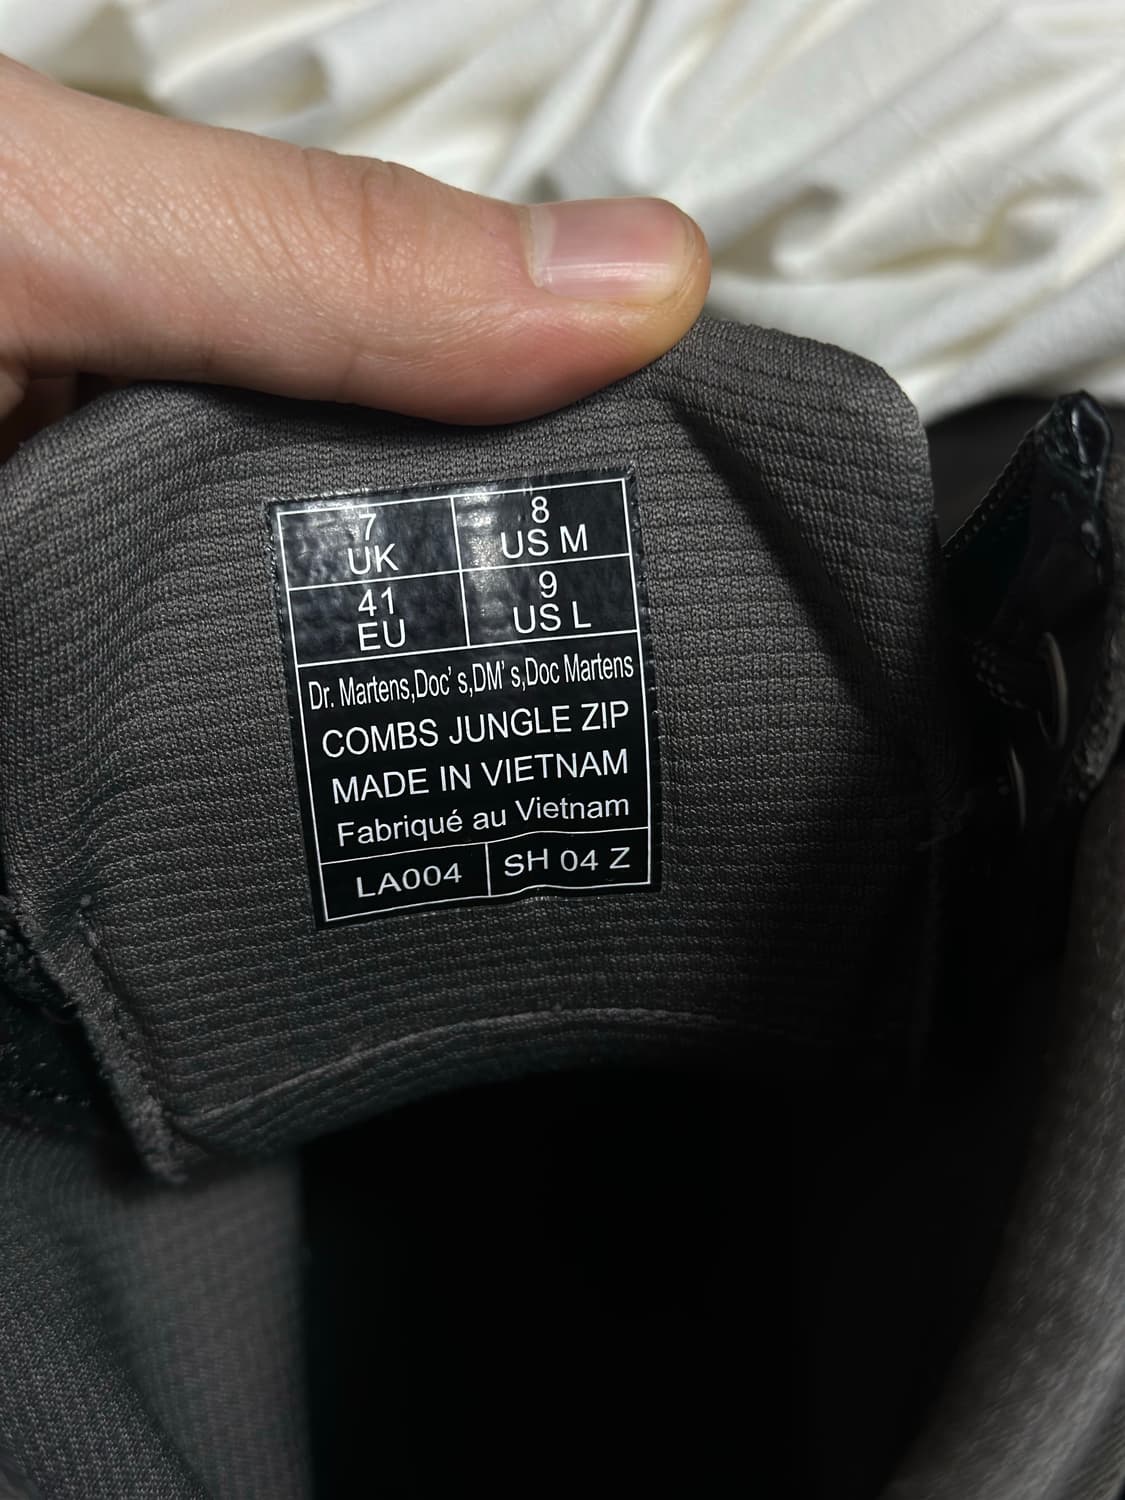 7 8
UK US M
41 9
EU US L
Dr. Martens,Doc' s,DM' s,Doc Martens
COMBS JUNGLE ZIP
MADE IN VIETNAM
Fabriqué au Vietnam
LA004 SH 04 Z